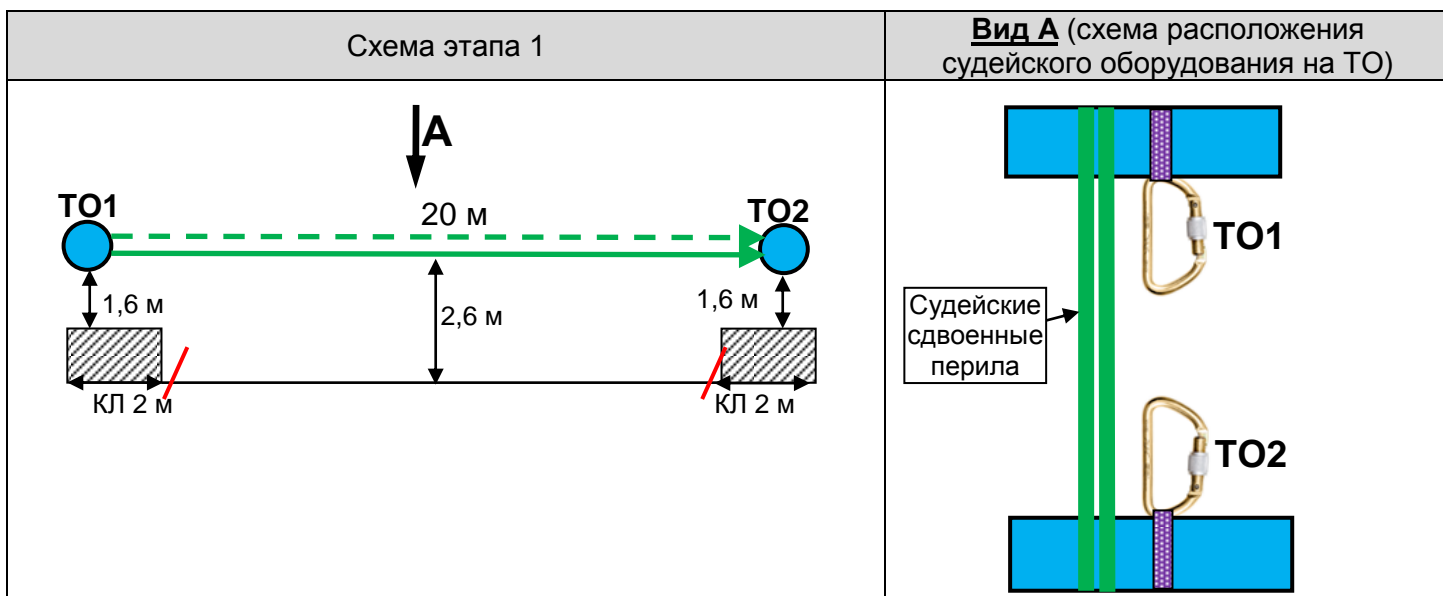 Схема этапа 1
Вид А (схема расположения
судейского оборудования на ТО)
А
ТО1
20 м
ТО2
1,6 м
2,6 м
1,6 м
КЛ 2 м
КЛ 2 м
ТО1
Судейские
сдвоенные
перила
ТО2